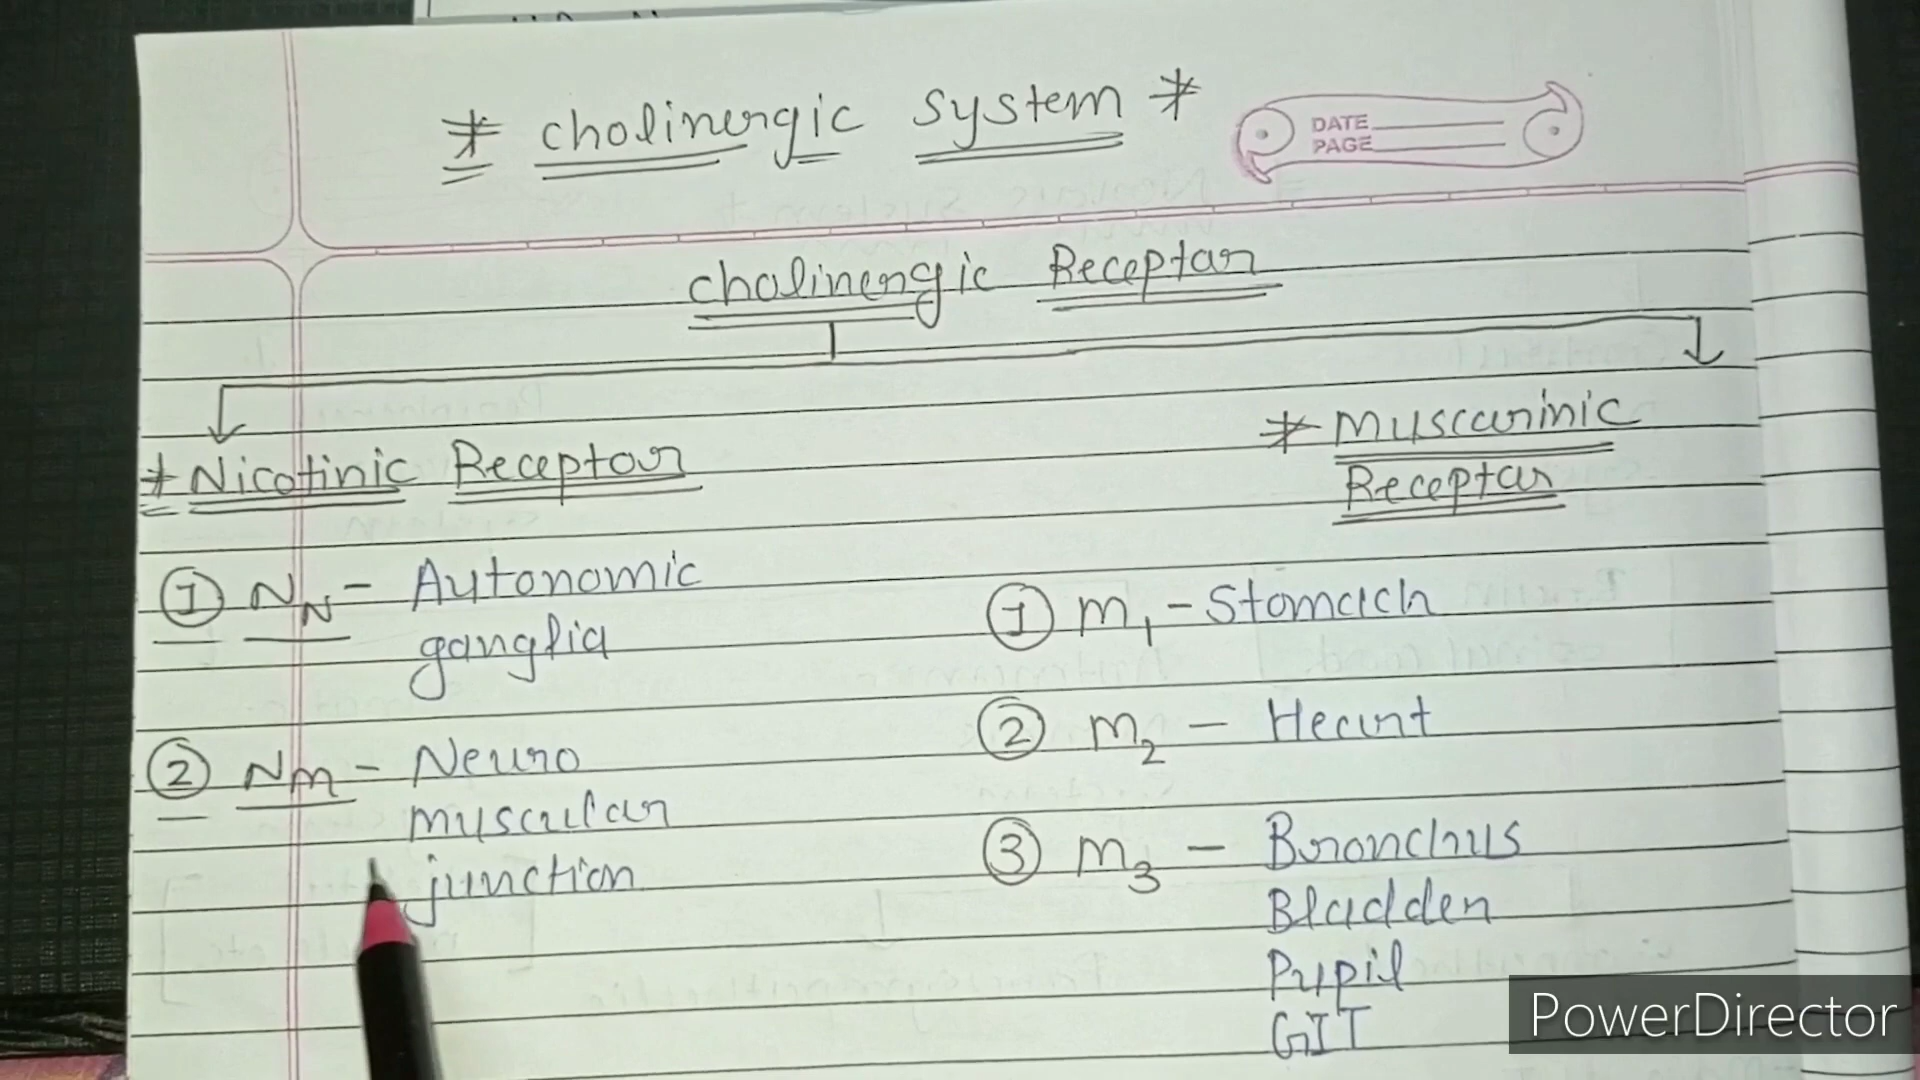 * cholinergic system *
DATE
PAGE
cholinergic Receptor
* Nicotinic Receptor
① NN - Autonomic
ganglia
② Nm - Neuro
muscular
junction
* Muscarinic
Receptor
① M1 - Stomach
② M2 - Heart
③ M3 - Bronchus
Bladder
Pupil
GIT
PowerDirector